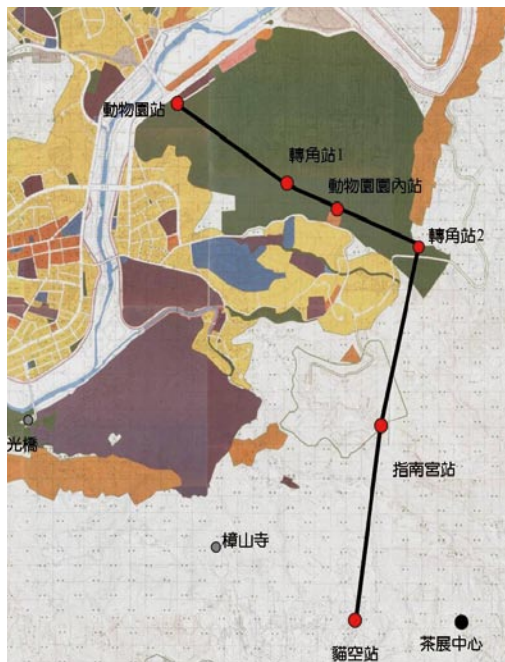 動物園站
轉角站1
動物園園內站
轉角站2
光橋
指南宮站
樟山寺
貓空站
茶展中心